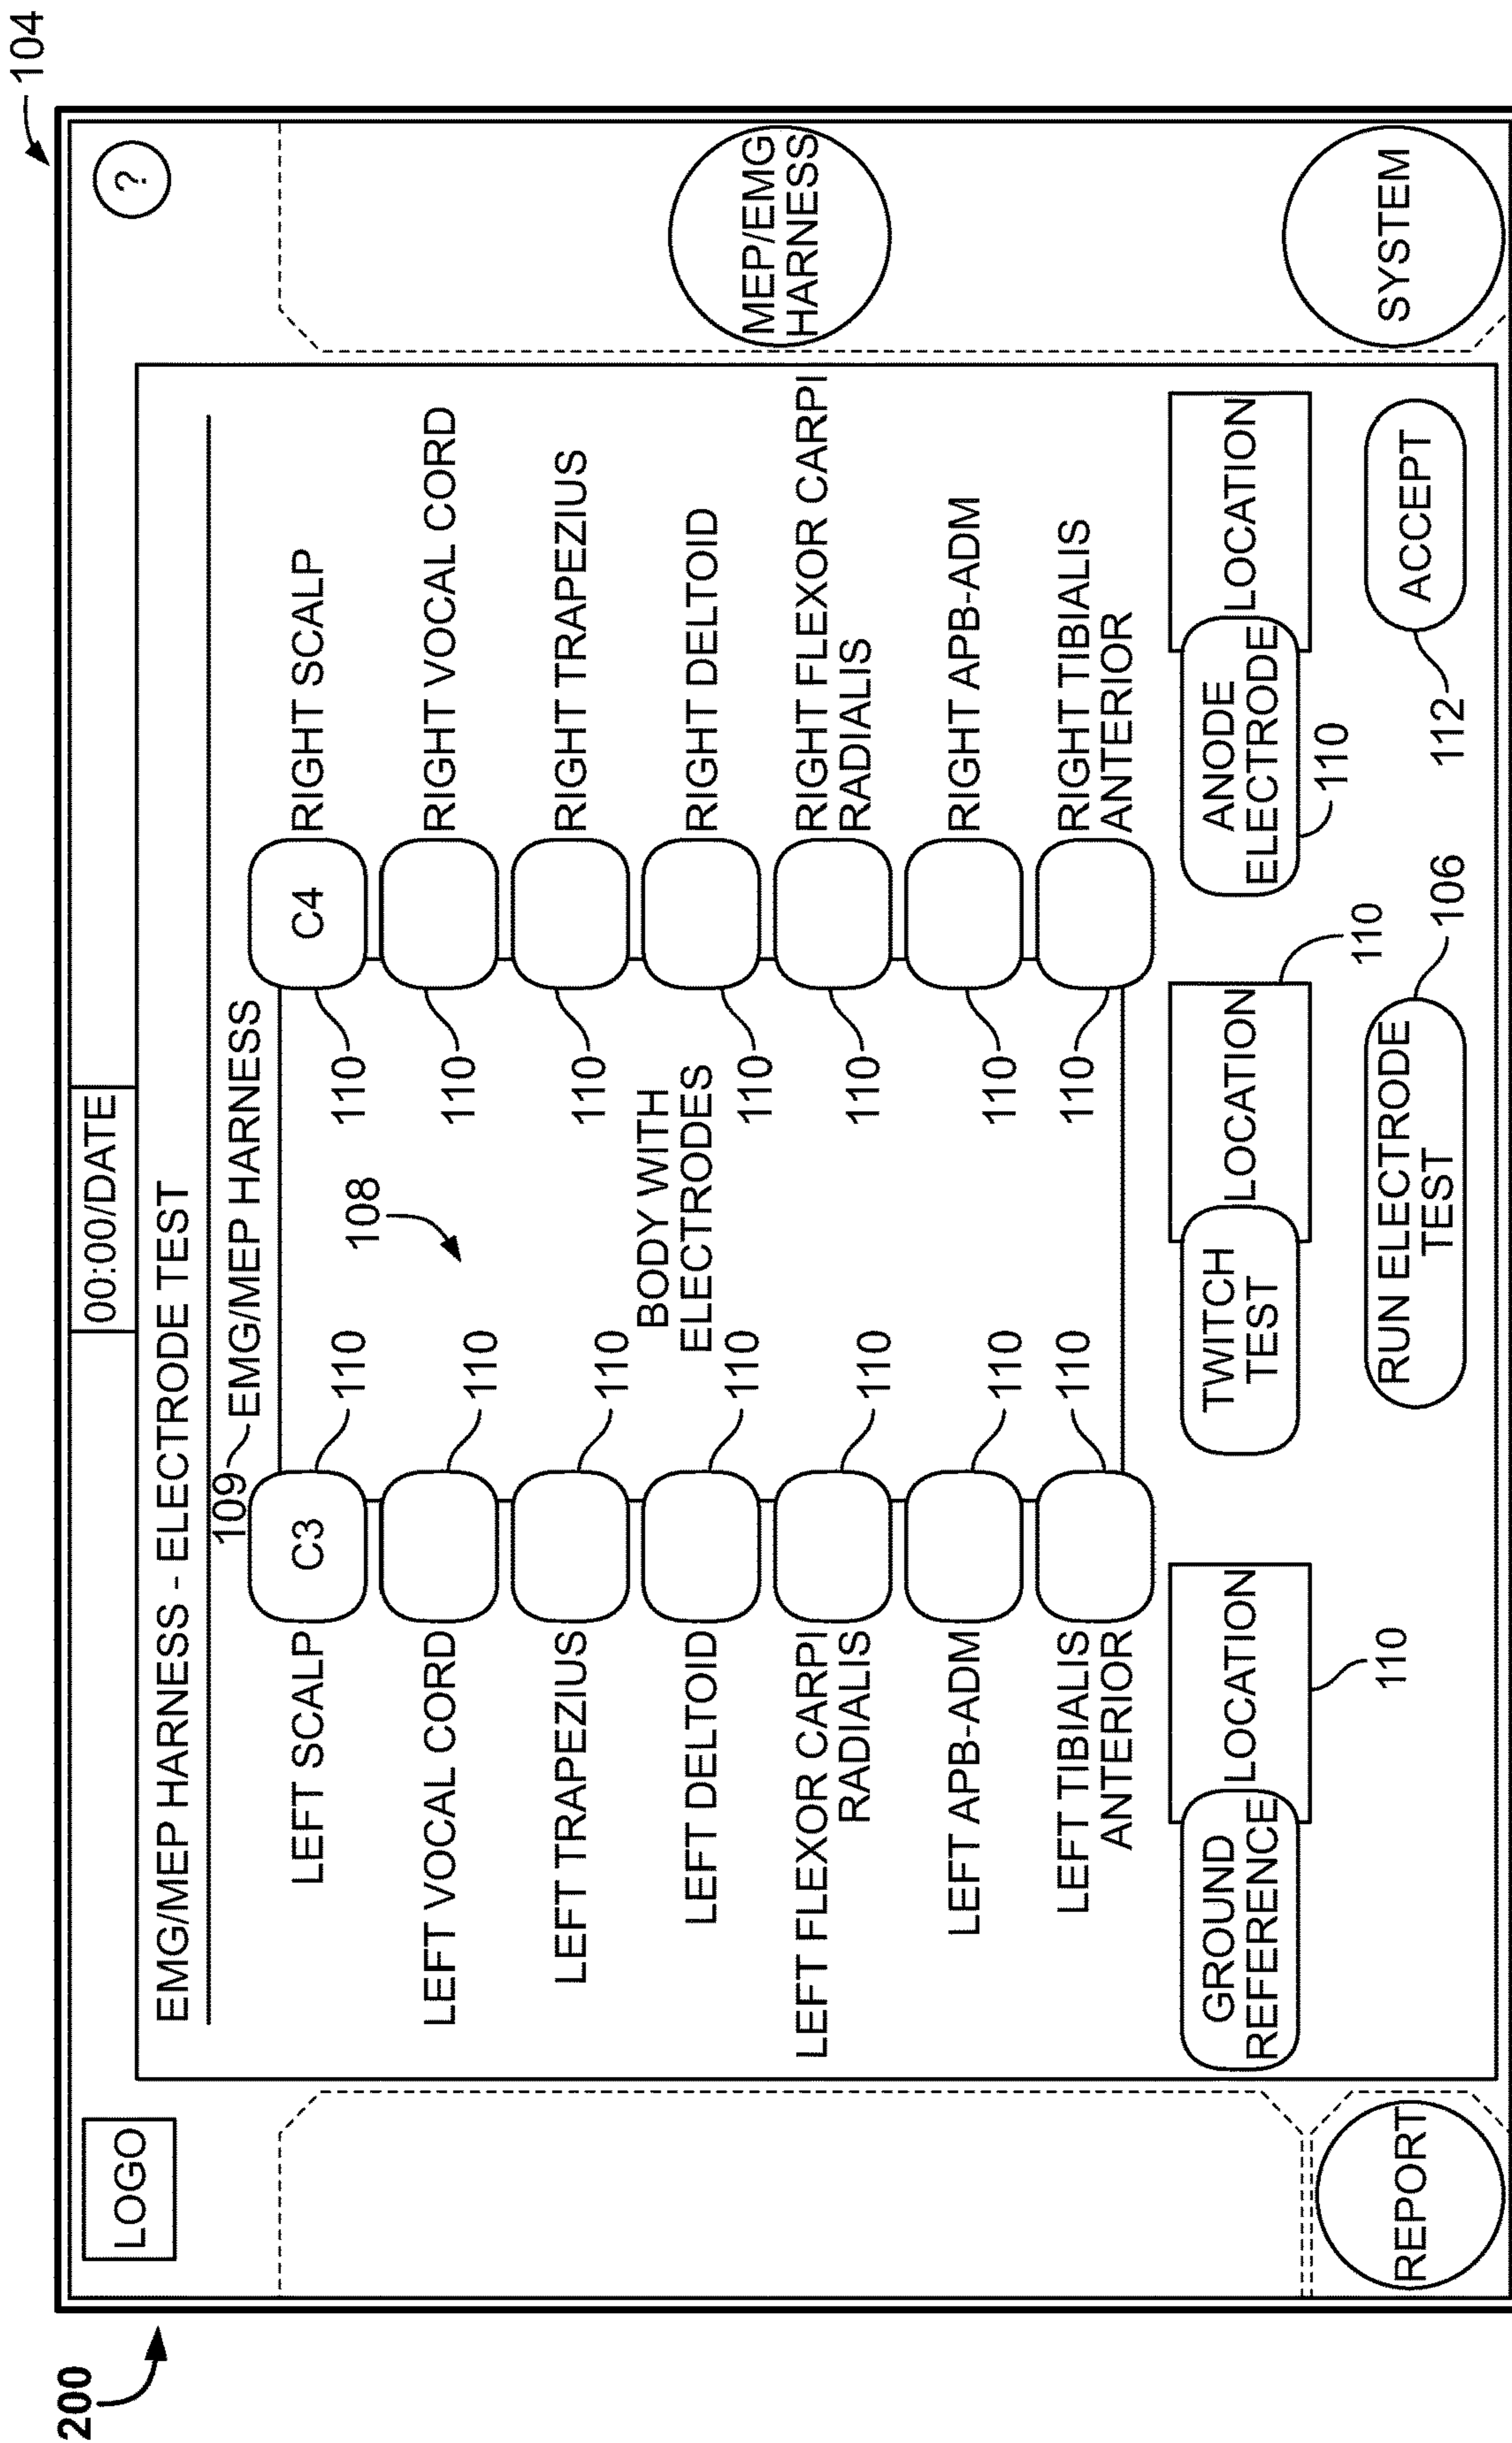 200
104
LOGO
00:00/DATE
?
EMG/MEP HARNESS - ELECTRODE TEST
109
EMG/MEP HARNESS
LEFT SCALP
C3
110
110
C4
RIGHT SCALP
108
LEFT VOCAL CORD
110
110
RIGHT VOCAL CORD
LEFT TRAPEZIUS
110
110
RIGHT TRAPEZIUS
BODY WITH
ELECTRODES
LEFT DELTOID
110
110
RIGHT DELTOID
MEP/EMG
HARNESS
LEFT FLEXOR CARPI
RADIALIS
110
110
RIGHT FLEXOR CARPI
RADIALIS
LEFT APB-ADM
110
110
RIGHT APB-ADM
LEFT TIBIALIS
ANTERIOR
110
110
RIGHT TIBIALIS
ANTERIOR
GROUND
REFERENCE
LOCATION
110
TWITCH
TEST
LOCATION
110
ANODE
ELECTRODE
LOCATION
110
RUN ELECTRODE
TEST
106
112
ACCEPT
REPORT
SYSTEM